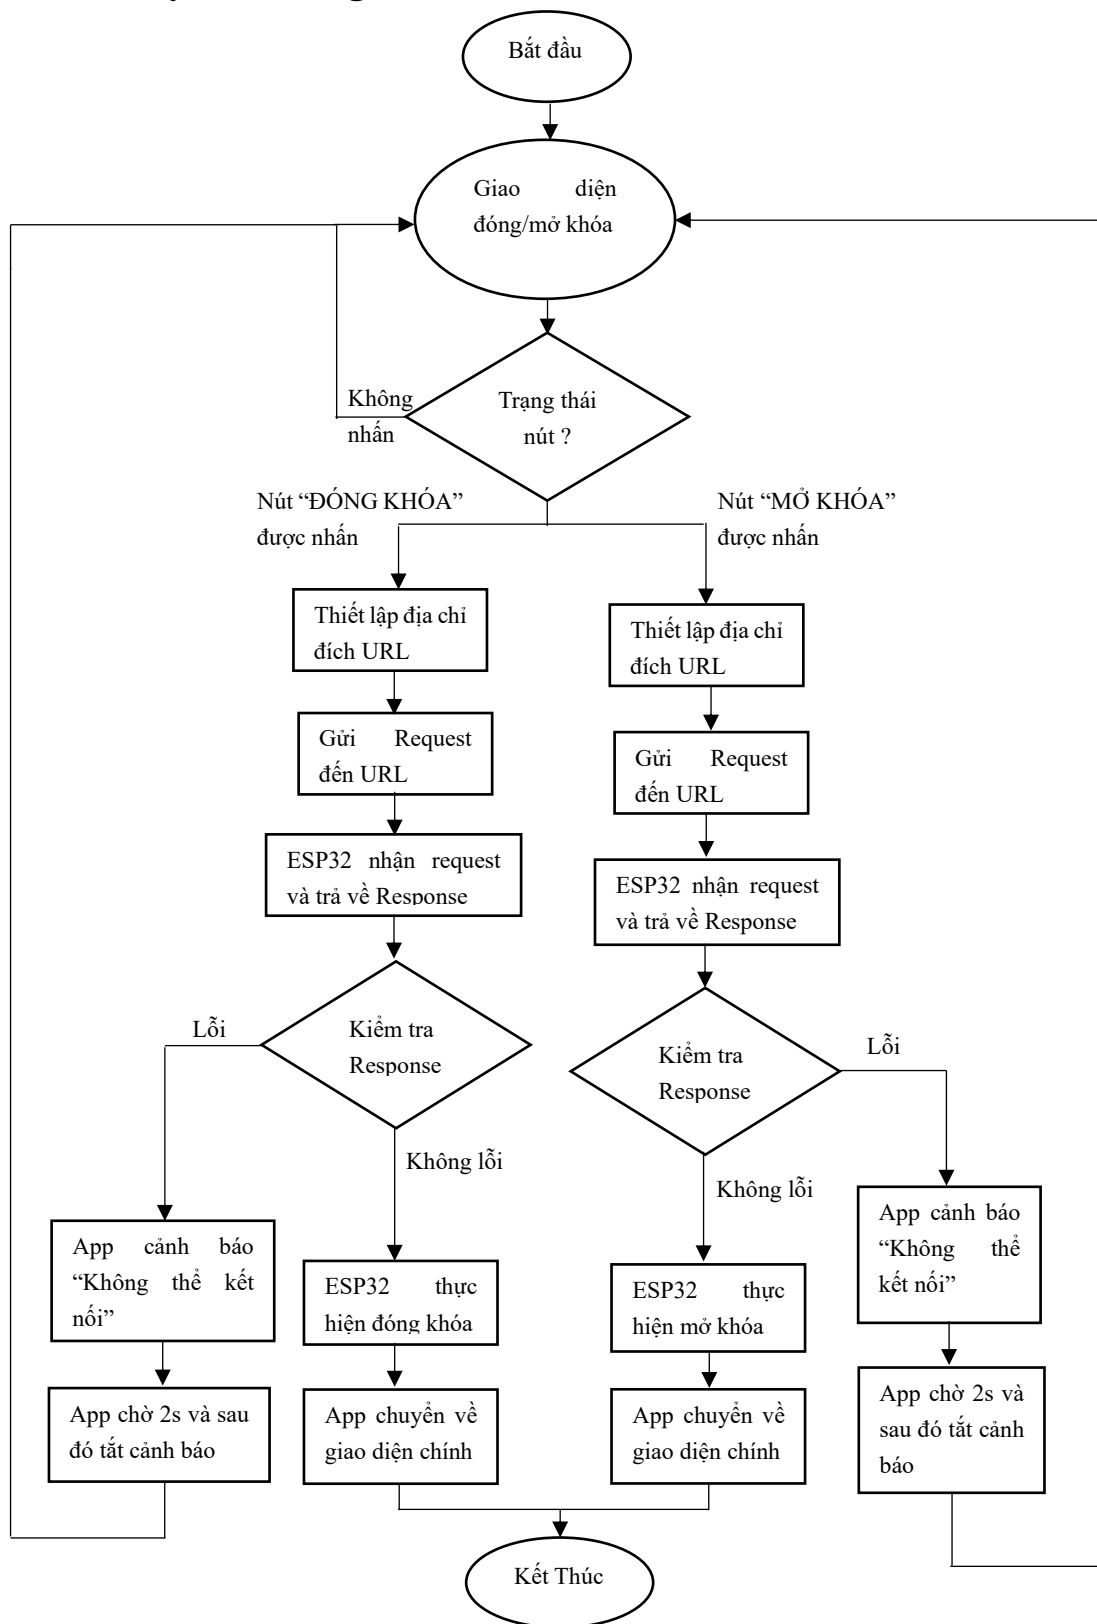 Bắt đầu
Giao diện
đóng/mở khóa
Không
nhấn
Trạng thái
nút ?
Nút “ĐÓNG KHÓA”
được nhấn
Nút “MỞ KHÓA”
được nhấn
Thiết lập địa chỉ
đích URL
Thiết lập địa chỉ
đích URL
Gửi Request
đến URL
Gửi Request
đến URL
ESP32 nhận request
và trả về Response
ESP32 nhận request
và trả về Response
Lỗi
Kiểm tra
Response
Kiểm tra
Response
Lỗi
Không lỗi
Không lỗi
App cảnh báo
“Không thể kết
nối”
ESP32 thực
hiện đóng khóa
ESP32 thực
hiện mở khóa
App cảnh báo
“Không thể
kết nối”
App chờ 2s và sau
đó tắt cảnh báo
App chuyển về
giao diện chính
App chuyển về
giao diện chính
App chờ 2s và
sau đó tắt cảnh
báo
Kết Thúc